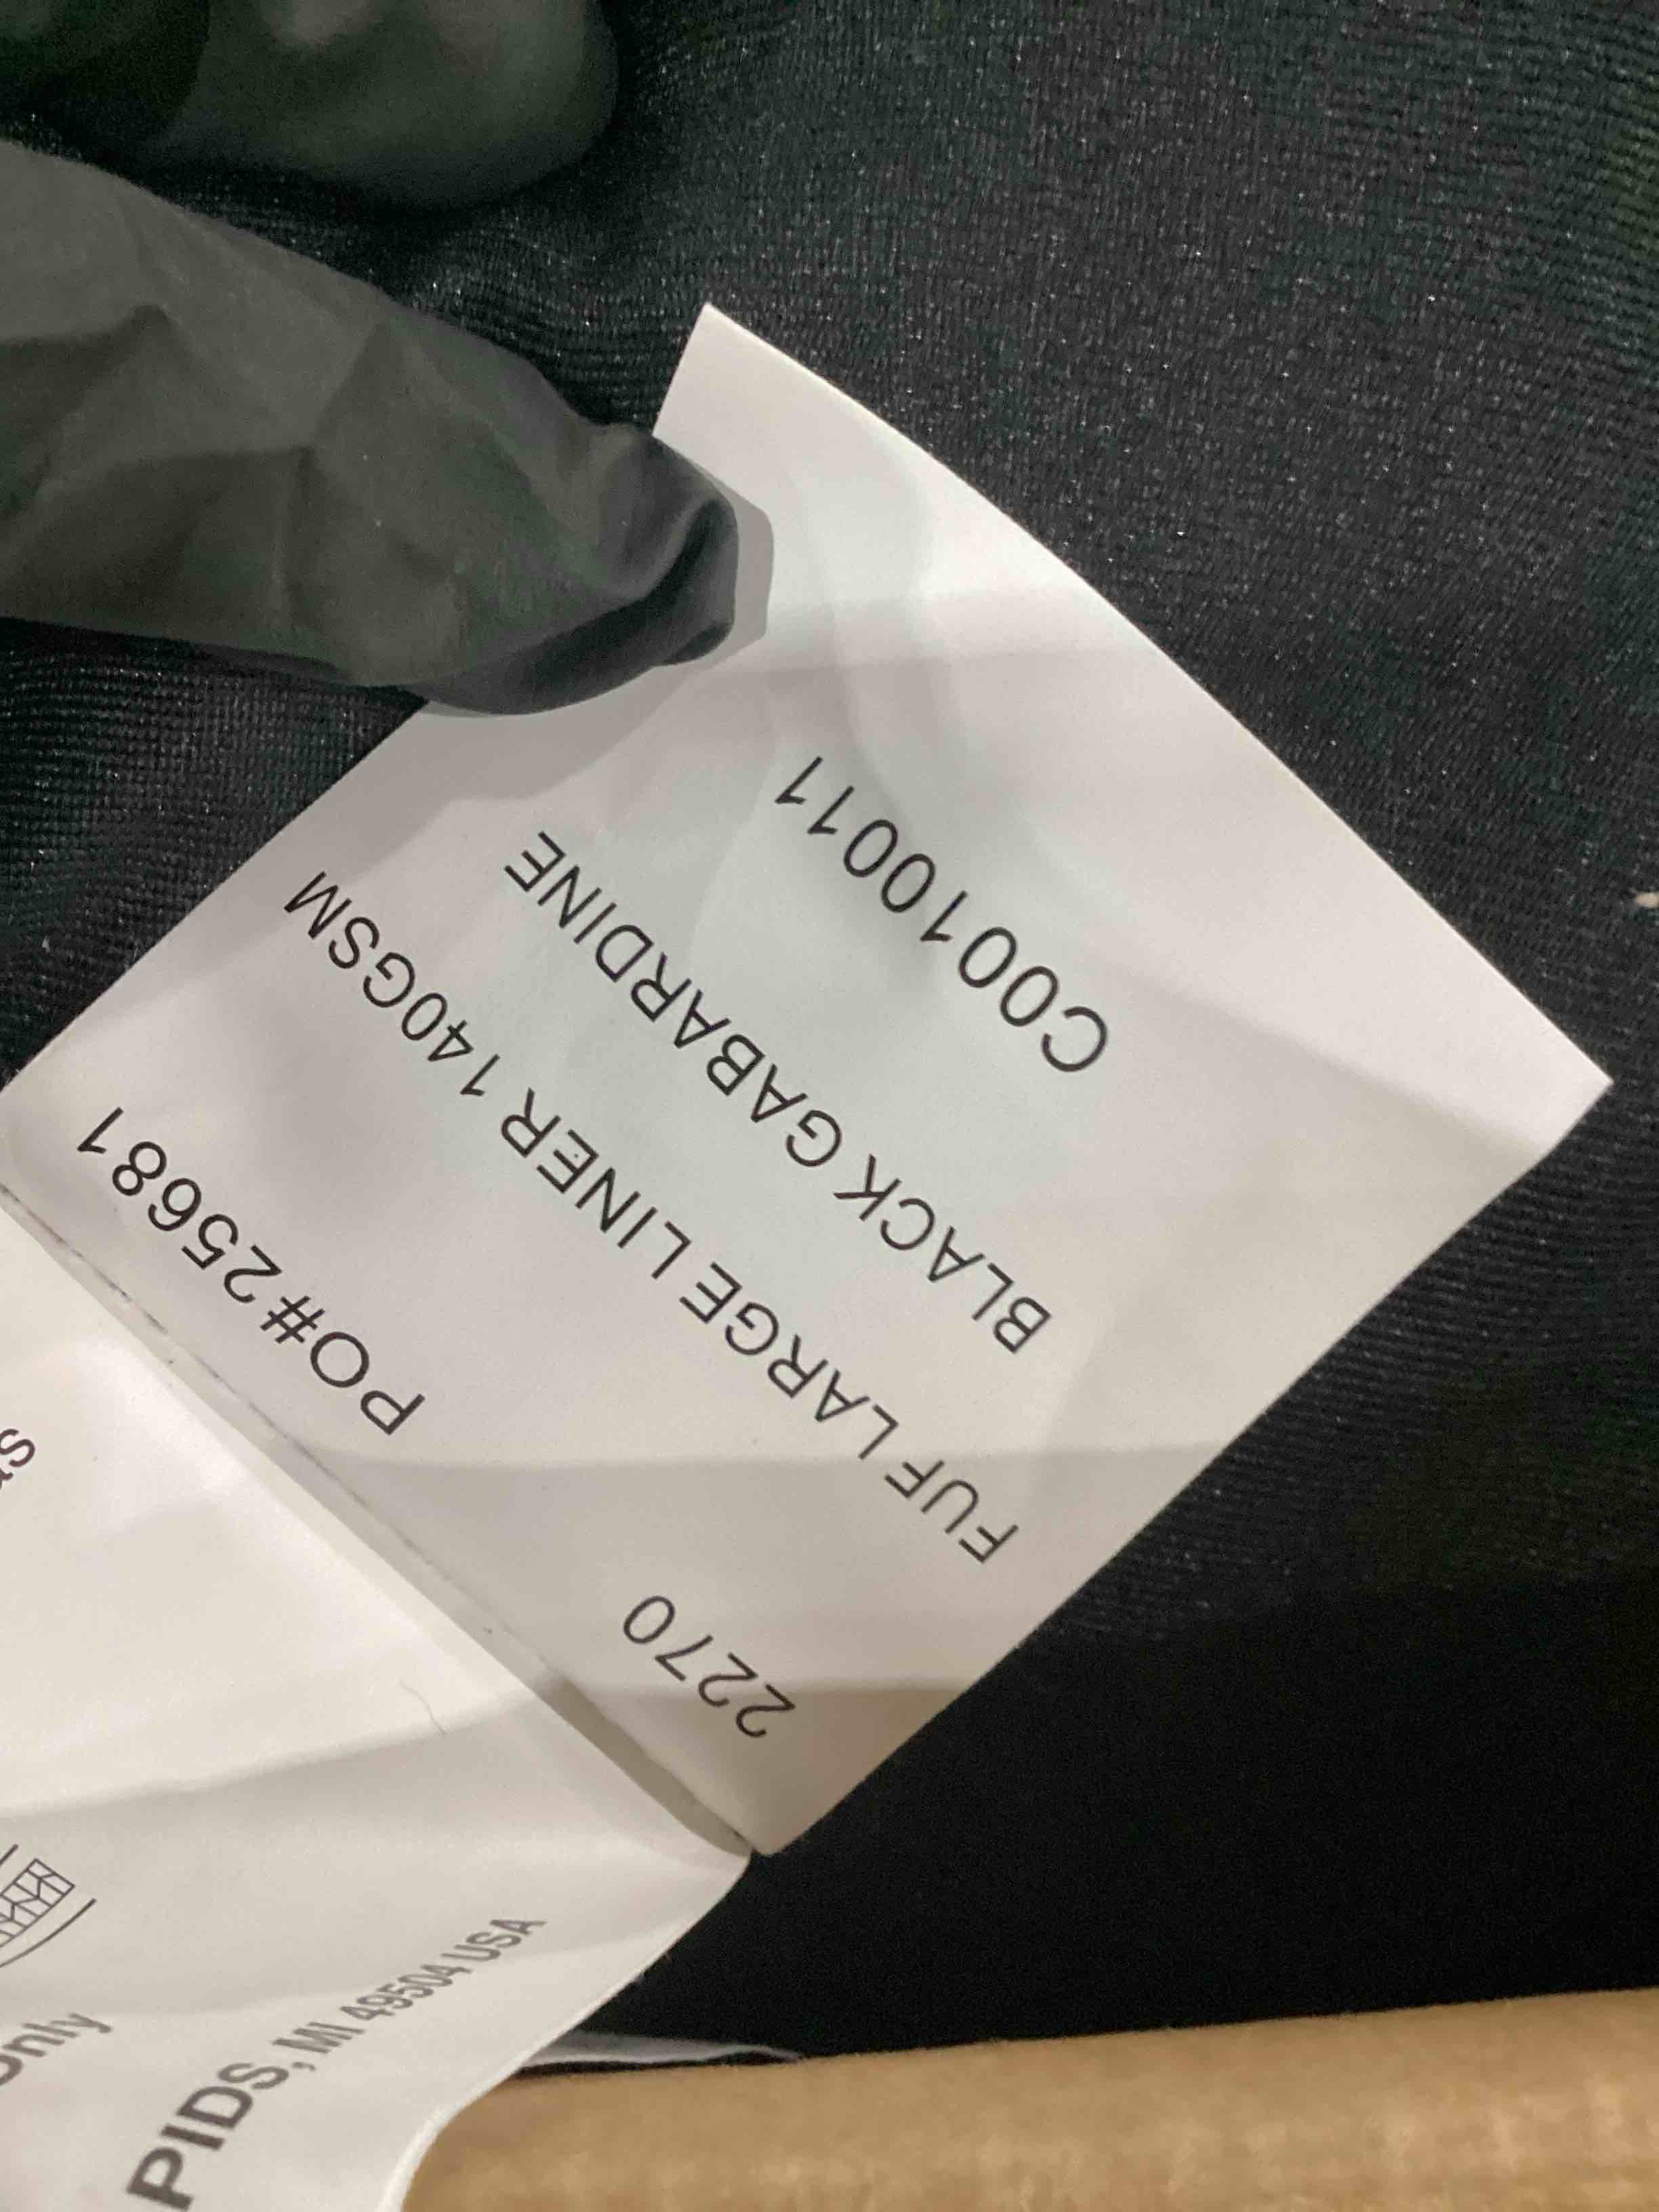 C0010011
BLACK GABARDINE
FUF LARGE LINER 140GSM
PO#25681
2270
PIDS, MI 49504 USA